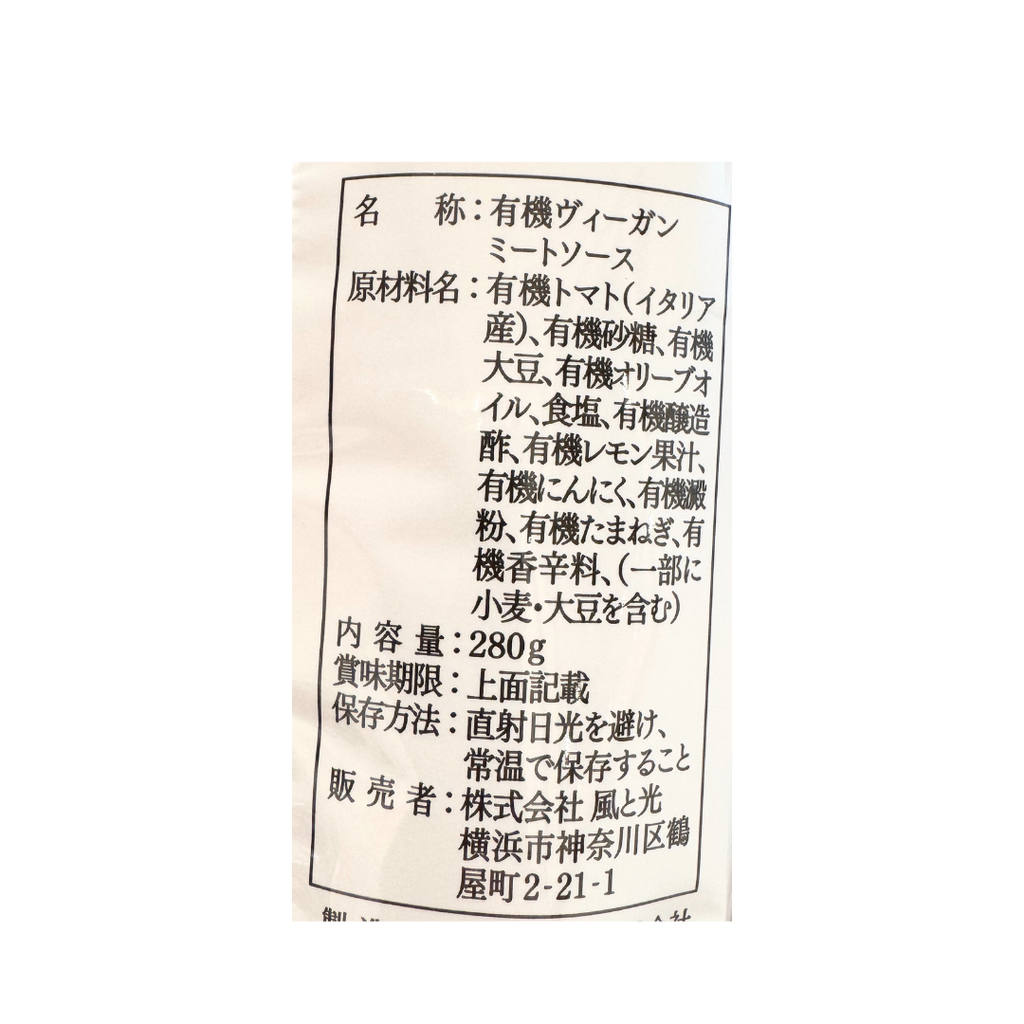 名 称：有機ヴィーガン
ミートソース
原材料名：有機トマト（イタリア
産）、有機砂糖、有機
大豆、有機オリーブオ
イル、食塩、有機醸造
酢、有機レモン果汁、
有機にんにく、有機澱
粉、有機たまねぎ、有
機香辛料、（一部に
小麦・大豆を含む）
内容量：280g
賞味期限：上面記載
保存方法：直射日光を避け、
常温で保存すること
販売者：株式会社 風と光
横浜市神奈川区鶴
屋町2-21-1